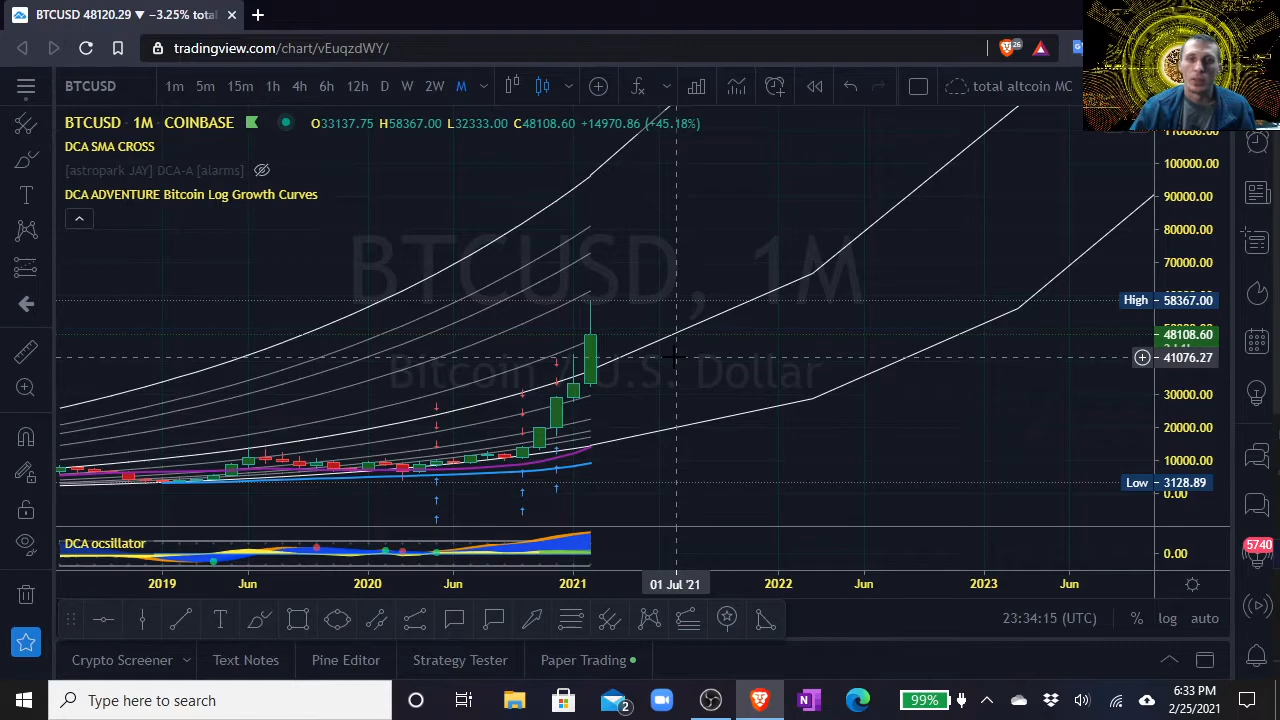 BTCUSD 48120.29 ▼ −3.25% total
tradingview.com/chart/vEuqzdWY/
26
BTCUSD 1m 5m 15m 1h 4h 6h 12h D W 2W M total altcoin MC
BTCUSD · 1M · COINBASE O33137.75 H58367.00 L32333.00 C48108.60 +14970.86 (+45.18%)
DCA SMA CROSS
[astropark JAY] DCA-A [alarms]
DCA ADVENTURE Bitcoin Log Growth Curves
BTCUSD, 1M
Bitcoin / U.S. Dollar
110000.00
100000.00
90000.00
80000.00
70000.00
High 58367.00
48108.60
41076.27
30000.00
20000.00
10000.00
Low 3128.89
0.00
DCA ocsillator
0.00
5740
2019 Jun 2020 Jun 2021 01 Jul '21 2022 Jun 2023 Jun
23:34:15 (UTC) % log auto
Crypto Screener Text Notes Pine Editor Strategy Tester Paper Trading
Type here to search
2
99%
6:33 PM
2/25/2021